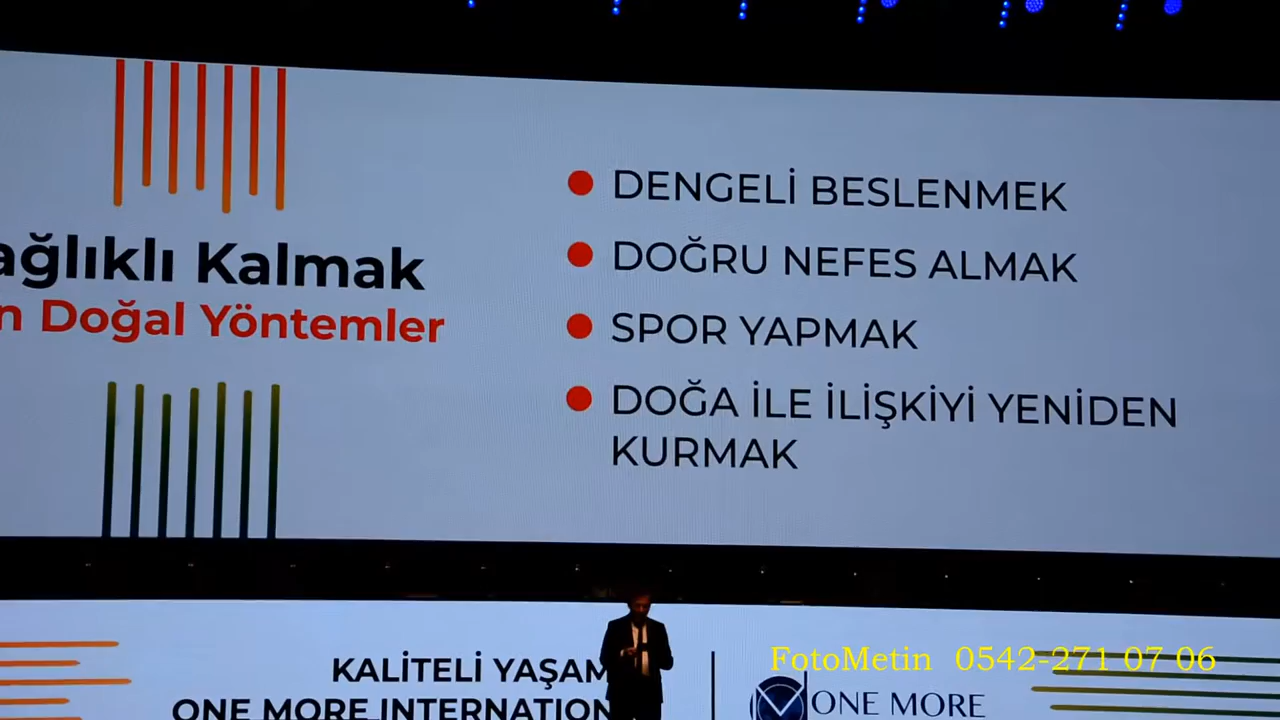 ağlıklı Kalmak
n Doğal Yöntemler
DENGELİ BESLENMEK
DOĞRU NEFES ALMAK
SPOR YAPMAK
DOĞA İLE İLİŞKİYİ YENİDEN
KURMAK
KALİTELİ YAŞAM
ONE MORE INTERNATION
ONE MORE
FotoMetin 0542-271 07 06